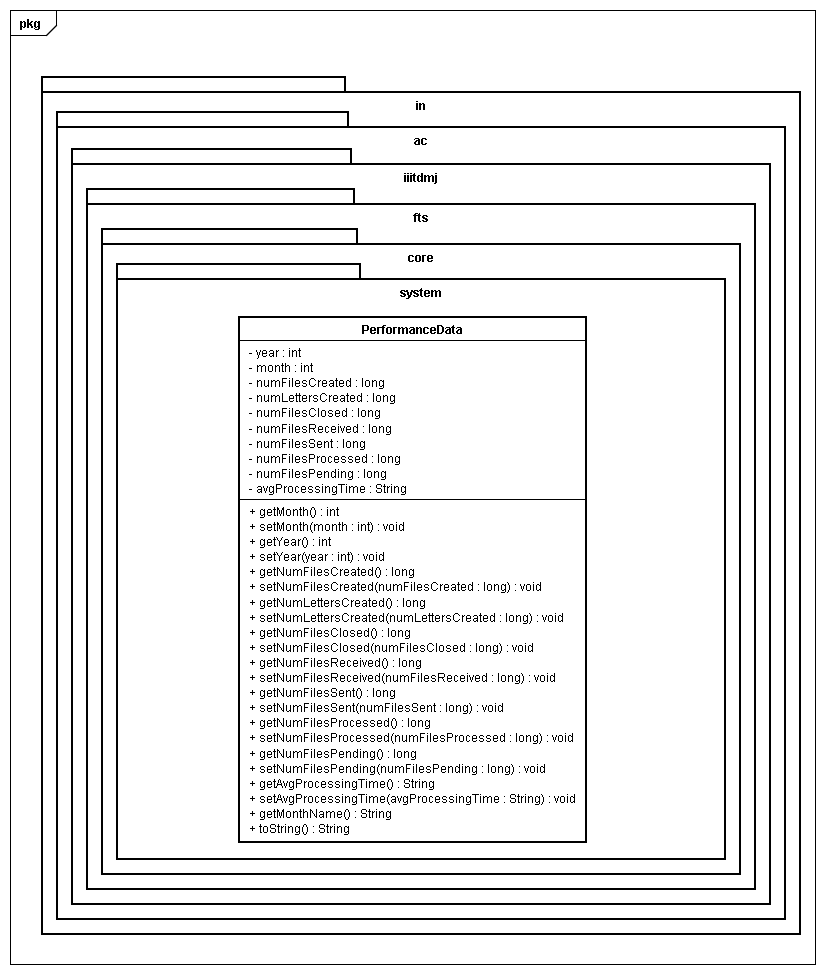 pkg
in
ac
iiitdmj
fts
core
system
PerformanceData
- year : int
- month : int
- numFilesCreated : long
- numLettersCreated : long
- numFilesClosed : long
- numFilesReceived : long
- numFilesSent : long
- numFilesProcessed : long
- numFilesPending : long
- avgProcessingTime : String
+ getMonth() : int
+ setMonth(month : int) : void
+ getYear() : int
+ setYear(year : int) : void
+ getNumFilesCreated() : long
+ setNumFilesCreated(numFilesCreated : long) : void
+ getNumLettersCreated() : long
+ setNumLettersCreated(numLettersCreated : long) : void
+ getNumFilesClosed() : long
+ setNumFilesClosed(numFilesClosed : long) : void
+ getNumFilesReceived() : long
+ setNumFilesReceived(numFilesReceived : long) : void
+ getNumFilesSent() : long
+ setNumFilesSent(numFilesSent : long) : void
+ getNumFilesProcessed() : long
+ setNumFilesProcessed(numFilesProcessed : long) : void
+ getNumFilesPending() : long
+ setNumFilesPending(numFilesPending : long) : void
+ getAvgProcessingTime() : String
+ setAvgProcessingTime(avgProcessingTime : String) : void
+ getMonthName() : String
+ toString() : String